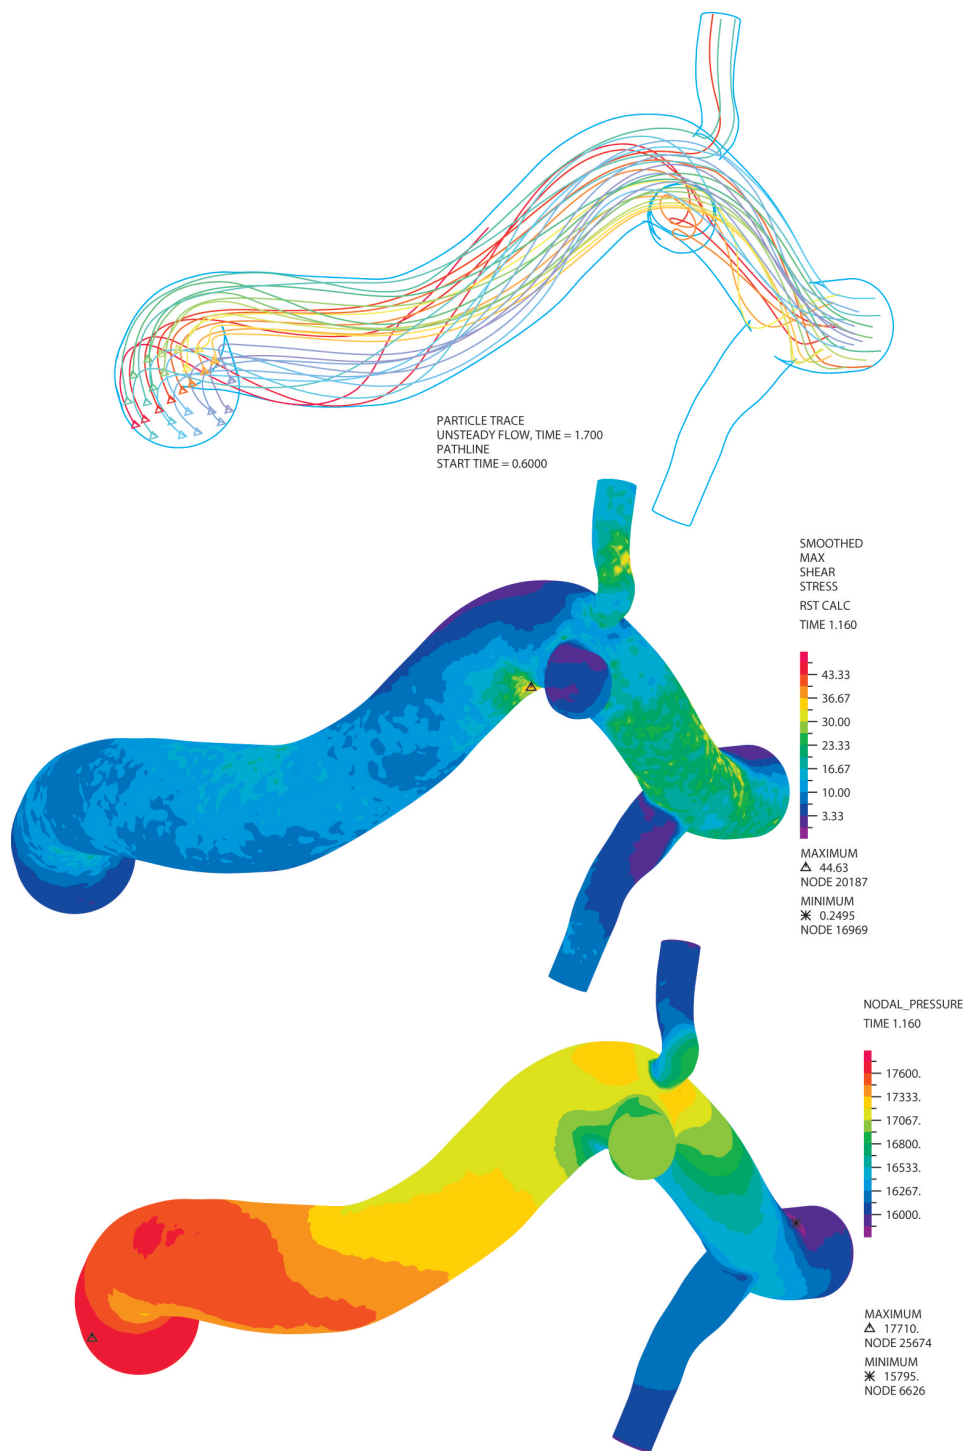 PARTICLE TRACE
UNSTEADY FLOW, TIME = 1.700
PATHLINE
START TIME = 0.6000
SMOOTHED
MAX
SHEAR
STRESS
RST CALC
TIME 1.160
43.33
36.67
30.00
23.33
16.67
10.00
3.33
MAXIMUM
44.63
NODE 20187
MINIMUM
0.2495
NODE 16969
NODAL_PRESSURE
TIME 1.160
17600.
17333.
17067.
16800.
16533.
16267.
16000.
MAXIMUM
17710.
NODE 25674
MINIMUM
15795.
NODE 6626